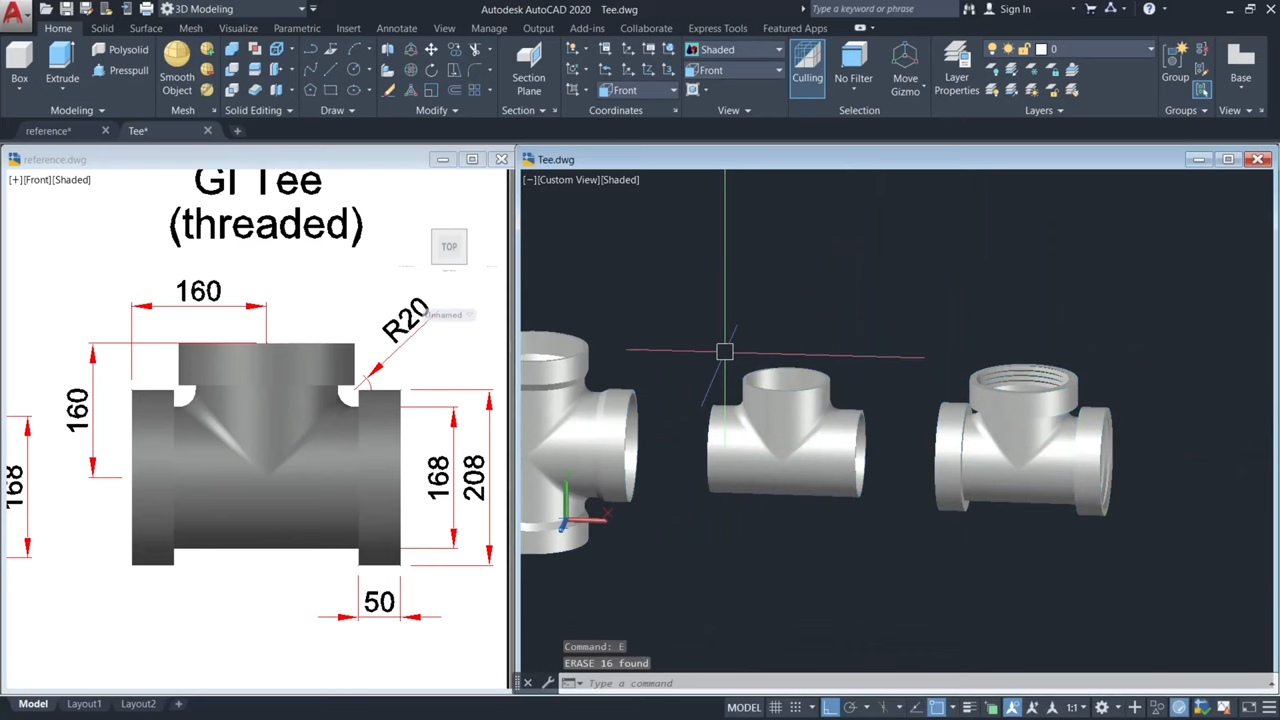 3D Modeling
Autodesk AutoCAD 2020 Tee.dwg
Type a keyword or phrase
Sign In
Home Solid Surface Mesh Visualize Parametric Insert Annotate View Manage Output Add-ins Collaborate Express Tools Featured Apps
Box
Extrude
Polysolid
Presspull
Smooth Object
Section Plane
Front
Shaded
Front
Culling
No Filter
Move Gizmo
Layer Properties
0
Group
Base
Modeling
Mesh
Solid Editing
Draw
Modify
Section
Coordinates
View
Selection
Layers
Groups
View
reference*
Tee*
reference.dwg
Tee.dwg
[+][Front][Shaded]
[−][Custom View][Shaded]
GI Tee
(threaded)
TOP
Unnamed
160
R20
160
168
168
208
50
Command: E
ERASE 16 found
Type a command
Model Layout1 Layout2
MODEL
1:1